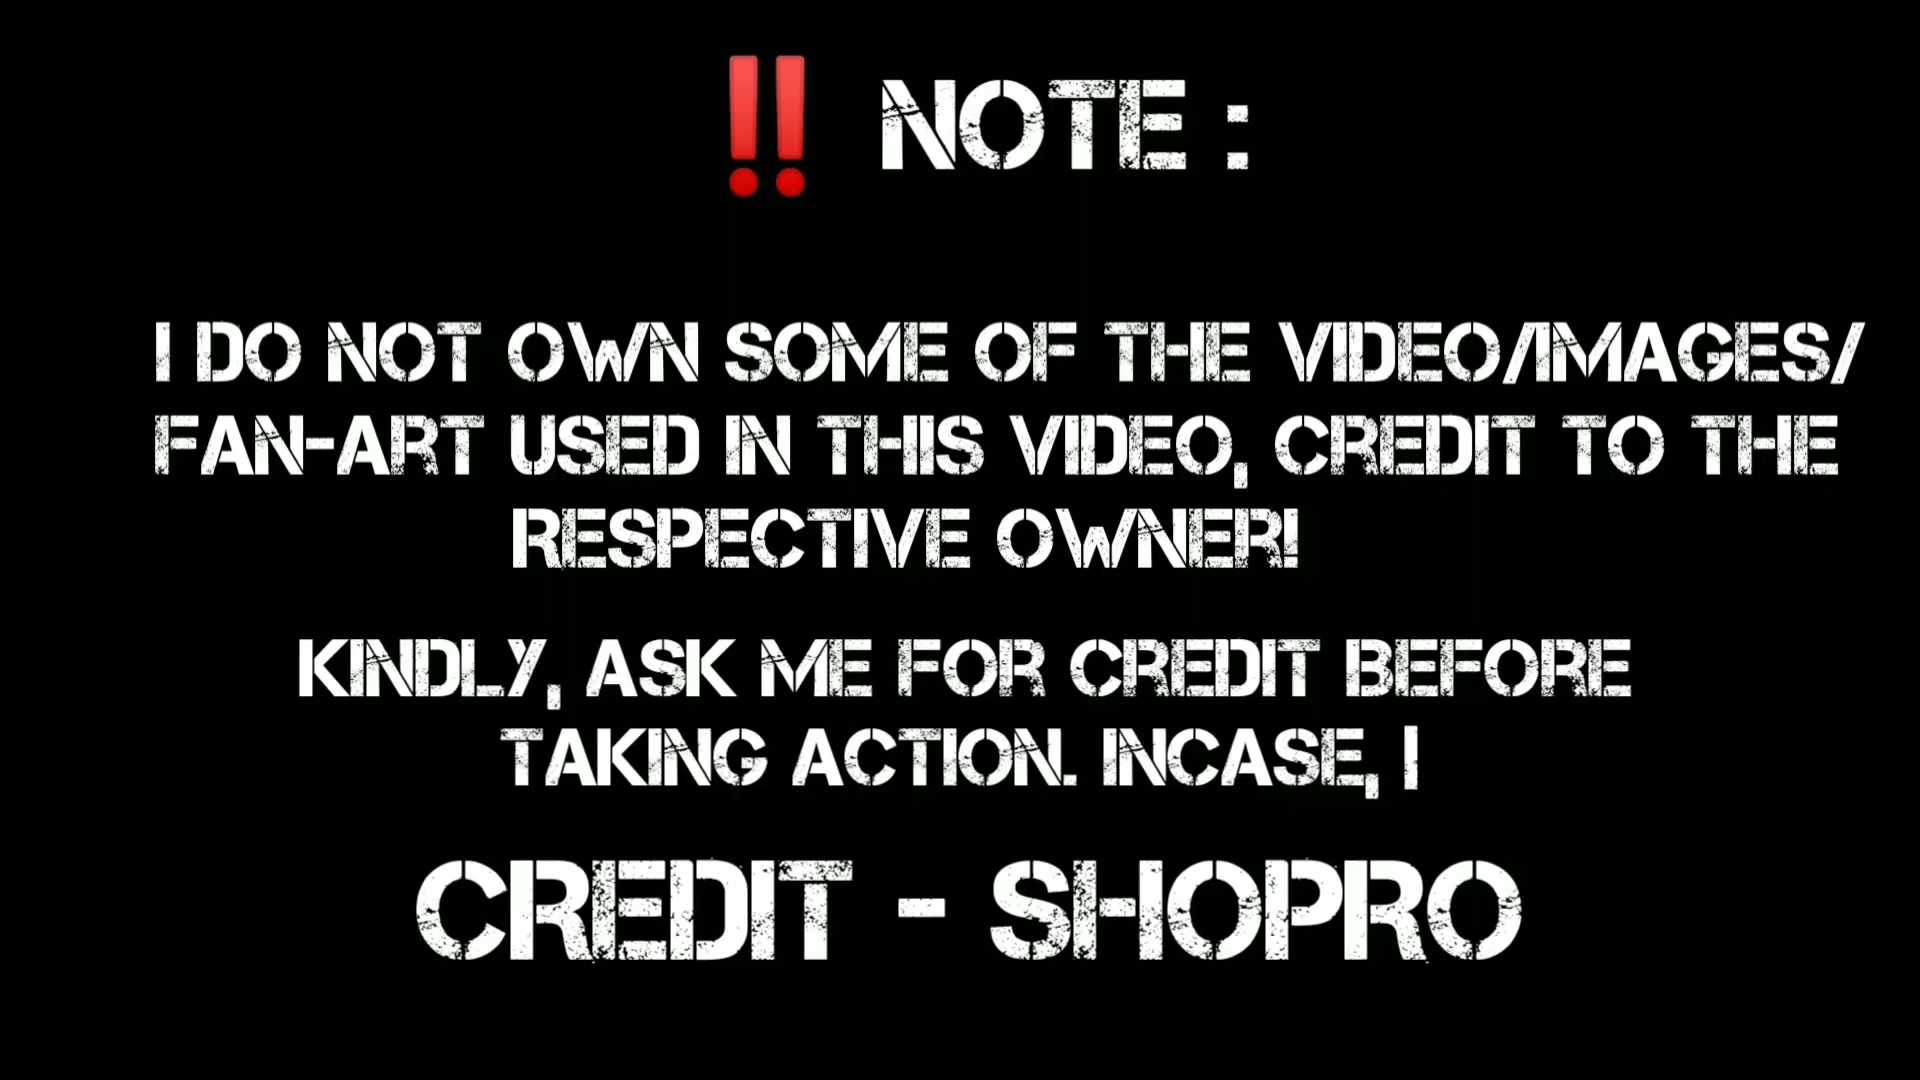 ‼ NOTE :
I DO NOT OWN SOME OF THE VIDEO/IMAGES/
FAN-ART USED IN THIS VIDEO, CREDIT TO THE
RESPECTIVE OWNER!
KINDLY, ASK ME FOR CREDIT BEFORE
TAKING ACTION. INCASE, I
CREDIT - SHOPRO